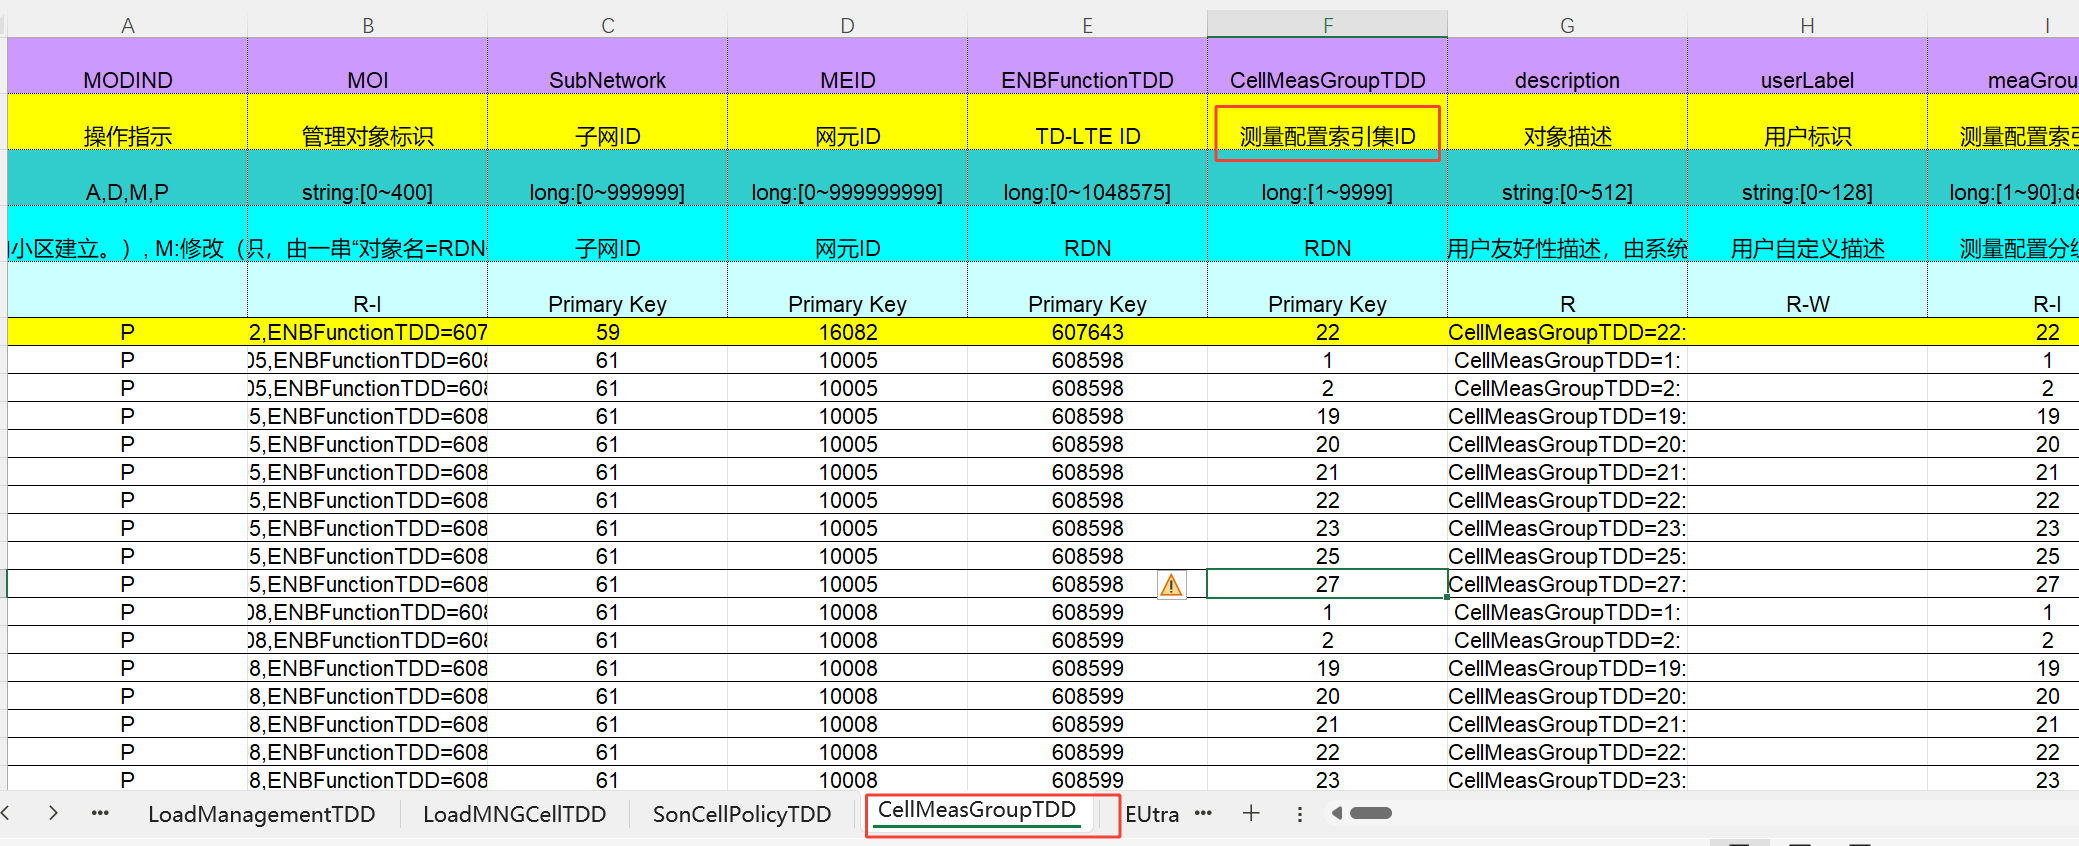 A B C D E F G H I
MODIND MOI SubNetwork MEID ENBFunctionTDD CellMeasGroupTDD description userLabel meaGrou
操作指示 管理对象标识 子网ID 网元ID TD-LTE ID 测量配置索引集ID 对象描述 用户标识 测量配置索引
A,D,M,P string:[0~400] long:[0~999999] long:[0~999999999] long:[0~1048575] long:[1~9999] string:[0~512] string:[0~128] long:[1~90];de
小区建立。）, M:修改（只，由一串“对象名=RDN 子网ID 网元ID RDN RDN 用户友好性描述，由系统 用户自定义描述 测量配置分组
R-I Primary Key Primary Key Primary Key Primary Key R R-W R-I
P 2,ENBFunctionTDD=607 59 16082 607643 22 CellMeasGroupTDD=22: 22
P 05,ENBFunctionTDD=608 61 10005 608598 1 CellMeasGroupTDD=1: 1
P 05,ENBFunctionTDD=608 61 10005 608598 2 CellMeasGroupTDD=2: 2
P 5,ENBFunctionTDD=608 61 10005 608598 19 CellMeasGroupTDD=19: 19
P 5,ENBFunctionTDD=608 61 10005 608598 20 CellMeasGroupTDD=20: 20
P 5,ENBFunctionTDD=608 61 10005 608598 21 CellMeasGroupTDD=21: 21
P 5,ENBFunctionTDD=608 61 10005 608598 22 CellMeasGroupTDD=22: 22
P 5,ENBFunctionTDD=608 61 10005 608598 23 CellMeasGroupTDD=23: 23
P 5,ENBFunctionTDD=608 61 10005 608598 25 CellMeasGroupTDD=25: 25
P 5,ENBFunctionTDD=608 61 10005 608598 27 CellMeasGroupTDD=27: 27
P 08,ENBFunctionTDD=608 61 10008 608599 1 CellMeasGroupTDD=1: 1
P 08,ENBFunctionTDD=608 61 10008 608599 2 CellMeasGroupTDD=2: 2
P 8,ENBFunctionTDD=608 61 10008 608599 19 CellMeasGroupTDD=19: 19
P 8,ENBFunctionTDD=608 61 10008 608599 20 CellMeasGroupTDD=20: 20
P 8,ENBFunctionTDD=608 61 10008 608599 21 CellMeasGroupTDD=21: 21
P 8,ENBFunctionTDD=608 61 10008 608599 22 CellMeasGroupTDD=22: 22
P 8,ENBFunctionTDD=608 61 10008 608599 23 CellMeasGroupTDD=23: 23
LoadManagementTDD LoadMNGCellTDD SonCellPolicyTDD CellMeasGroupTDD EUtra